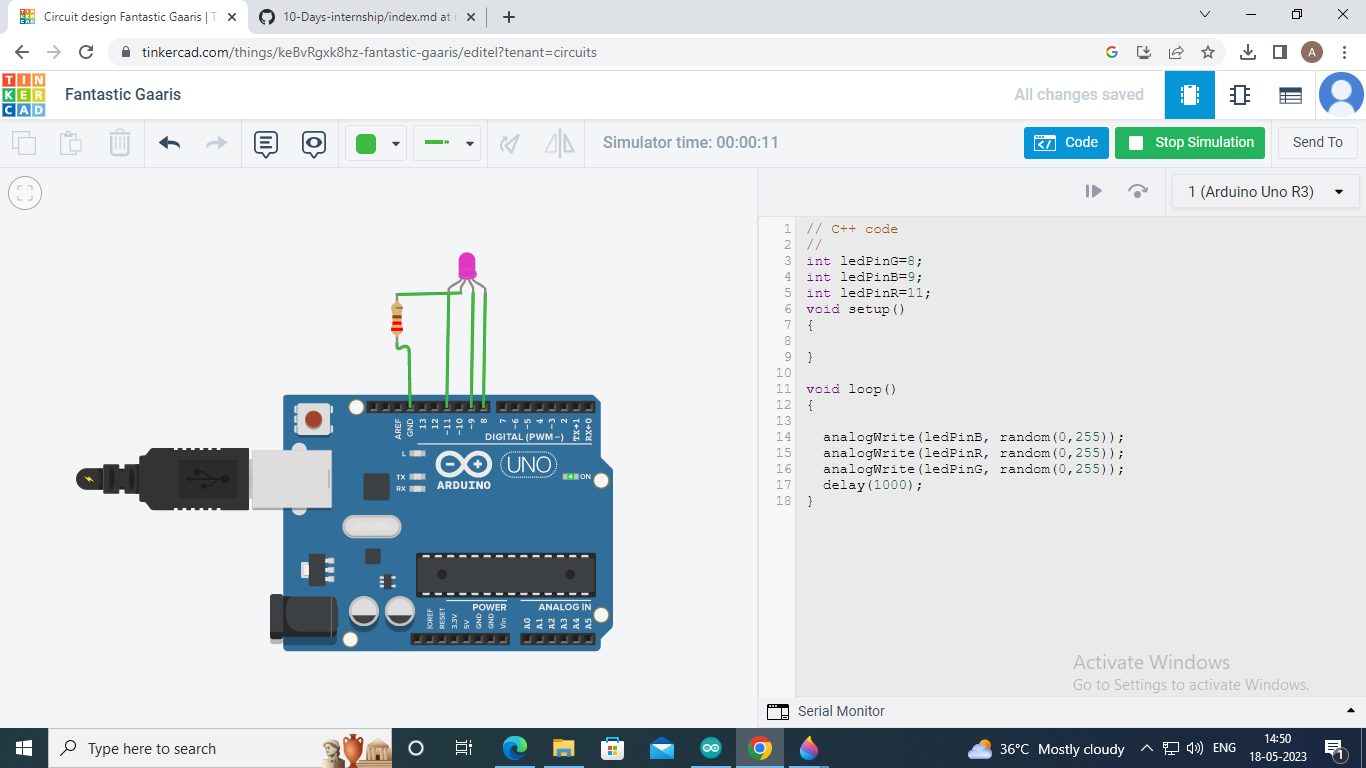 Circuit design Fantastic Gaaris | T
10-Days-internship/index.md at
tinkercad.com/things/keBvRgxk8hz-fantastic-gaaris/editel?tenant=circuits
G
A
TIN
KER
CAD
Fantastic Gaaris
All changes saved
Simulator time: 00:00:11
Code
Stop Simulation
Send To
1 (Arduino Uno R3)
1 // C++ code
2 //
3 int ledPinG=8;
4 int ledPinB=9;
5 int ledPinR=11;
6 void setup()
7 {
8
9 }
10
11 void loop()
12 {
13
14 analogWrite(ledPinB, random(0,255));
15 analogWrite(ledPinR, random(0,255));
16 analogWrite(ledPinG, random(0,255));
17 delay(1000);
18 }
AREF GND 13 12 ~11 ~10 ~9 8 7 ~6 ~5 4 ~3 2 TX→1 RX←0
DIGITAL (PWM~)
L
TX
RX
ARDUINO
UNO
ON
IOREF RESET 3.3V 5V GND GND Vin
POWER
ANALOG IN
A0 A1 A2 A3 A4 A5
Activate Windows
Go to Settings to activate Windows.
Serial Monitor
Type here to search
36°C Mostly cloudy
ENG
14:50
18-05-2023
1